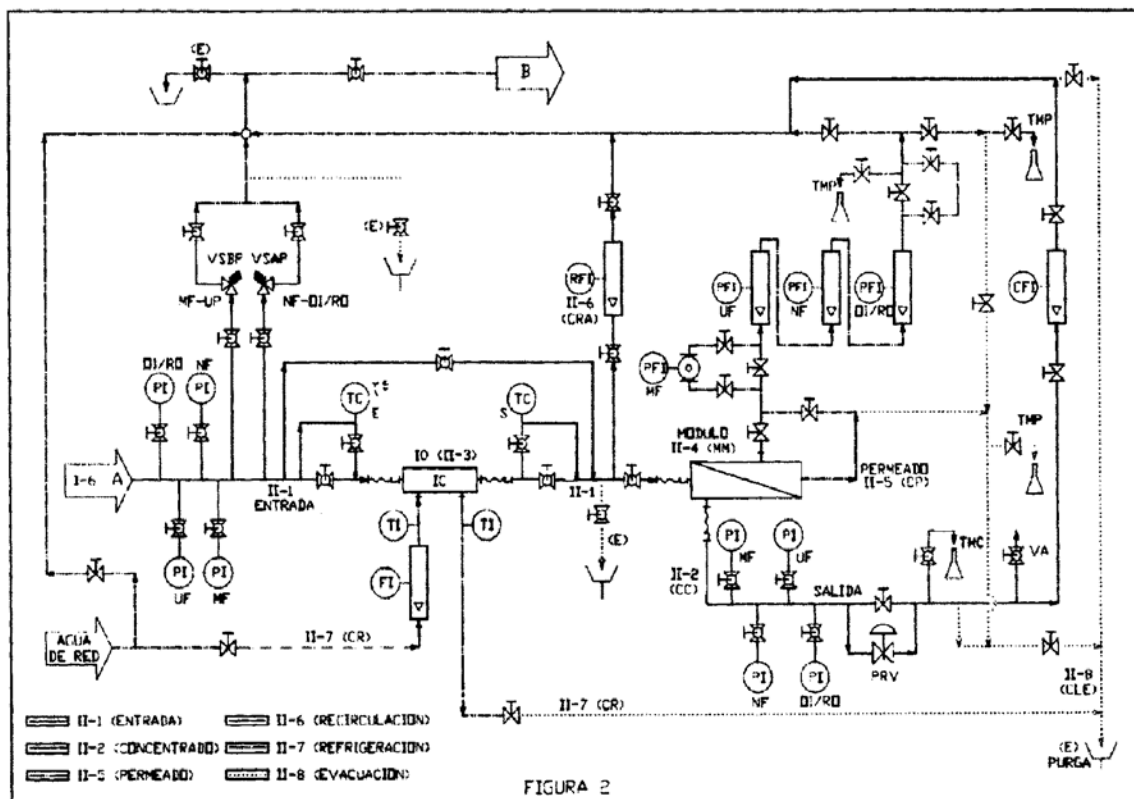 (E)
B
TMP
TMP
(E)
VSBP VSAP
MF-UP
NF-OI/RO
RFI
II-6
(CRA)
PFI
UF
PFI
NF
PFI
OI/RO
CFI
OI/RO
NF
PI
PI
TC
E
TC
S
PFI
MF
I-6 A
II-1
ENTRADA
IO (II-3)
IC
II-1
MODULO
II-4 (MM)
PERMEADO
II-5 (CP)
TMP
PI
UF
PI
MF
TI
TI
FI
(E)
PI
MF
PI
UF
II-2
(CC)
SALIDA
TMC
VA
AGUA
DE RED
II-7 (CR)
PI
NF
PI
OI/RO
PRV
II-8
(CLE)
II-7 (CR)
II-1 (ENTRADA)
II-6 (RECIRCULACION)
II-2 (CONCENTRADO)
II-7 (REFRIGERACION)
II-5 (PERMEADO)
II-8 (EVACUACION)
(E)
PURGA
FIGURA 2